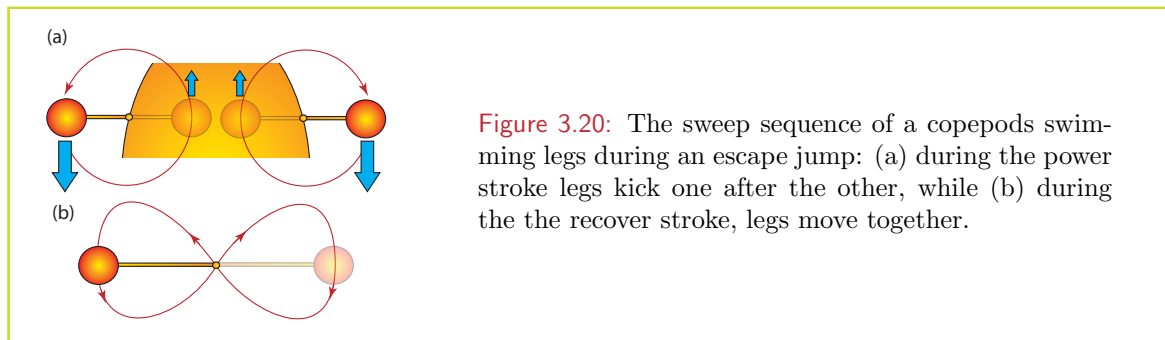 (a)
(b)
Figure 3.20: The sweep sequence of a copepods swim-
ming legs during an escape jump: (a) during the power
stroke legs kick one after the other, while (b) during
the the recover stroke, legs move together.